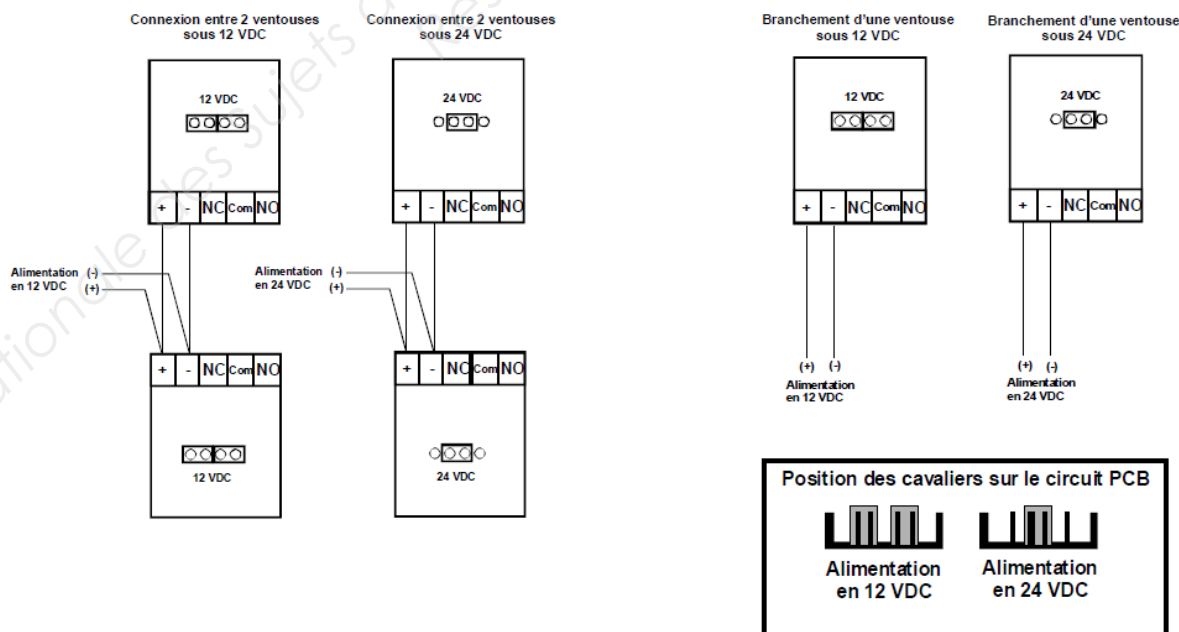 Connexion entre 2 ventouses
sous 12 VDC
12 VDC
+ - NC Com NO
Alimentation (-)
en 12 VDC (+)
+ - NC Com NO
12 VDC
Connexion entre 2 ventouses
sous 24 VDC
24 VDC
+ - NC Com NO
Alimentation (-)
en 24 VDC (+)
+ - NC Com NO
24 VDC
Branchement d'une ventouse
sous 12 VDC
12 VDC
+ - NC Com NO
(+) (-)
Alimentation
en 12 VDC
Branchement d'une ventouse
sous 24 VDC
24 VDC
+ - NC Com NO
(+) (-)
Alimentation
en 24 VDC
Position des cavaliers sur le circuit PCB
Alimentation
en 12 VDC
Alimentation
en 24 VDC
ationale des Sujets d